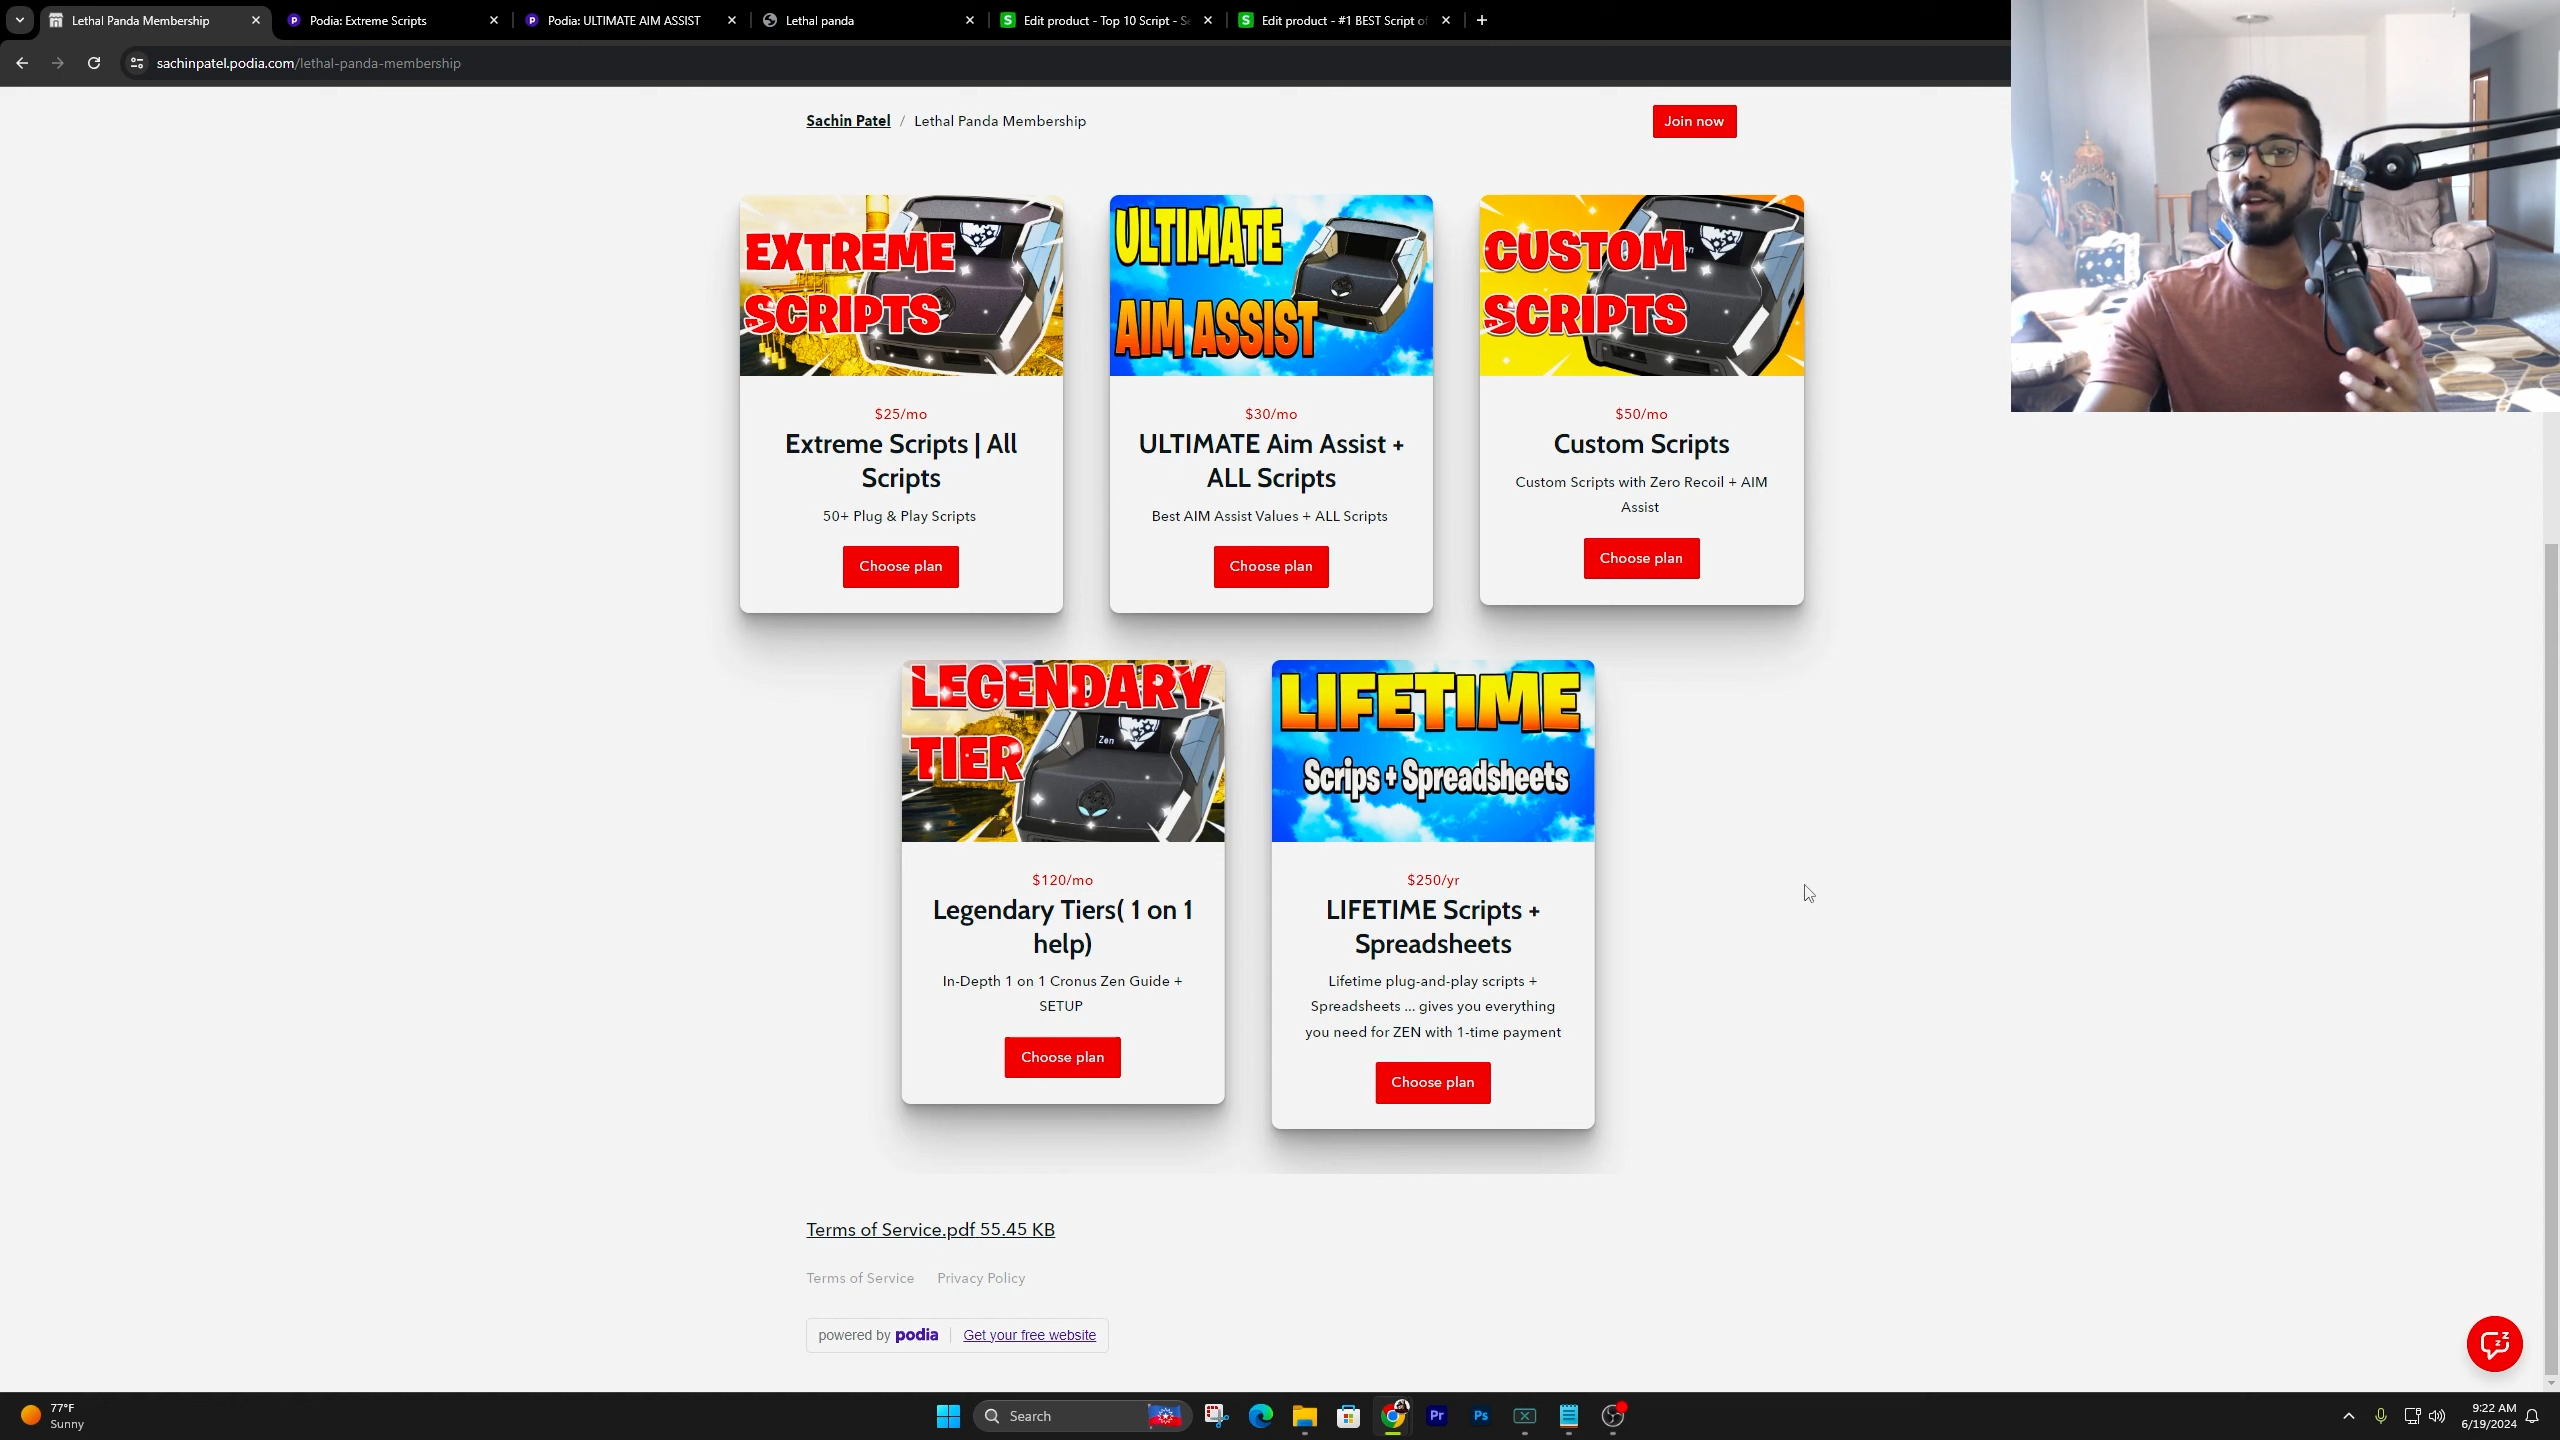 Lethal Panda Membership
Podia: Extreme Scripts
Podia: ULTIMATE AIM ASSIST
Lethal panda
Edit product - Top 10 Script - S
Edit product - #1 BEST Script o
sachinpatel.podia.com/lethal-panda-membership
Sachin Patel / Lethal Panda Membership
Join now
EXTREME
SCRIPTS
$25/mo
Extreme Scripts | All
Scripts
50+ Plug & Play Scripts
Choose plan
ULTIMATE
AIM ASSIST
$30/mo
ULTIMATE Aim Assist +
ALL Scripts
Best AIM Assist Values + ALL Scripts
Choose plan
CUSTOM
SCRIPTS
$50/mo
Custom Scripts
Custom Scripts with Zero Recoil + AIM
Assist
Choose plan
LEGENDARY
TIER
Zen
$120/mo
Legendary Tiers( 1 on 1
help)
In-Depth 1 on 1 Cronus Zen Guide +
SETUP
Choose plan
LIFETIME
Scrips + Spreadsheets
$250/yr
LIFETIME Scripts +
Spreadsheets
Lifetime plug-and-play scripts +
Spreadsheets ... gives you everything
you need for ZEN with 1-time payment
Choose plan
Terms of Service.pdf 55.45 KB
Terms of Service Privacy Policy
powered by podia Get your free website
77°F
Sunny
Search
Pr
Ps
9:22 AM
6/19/2024